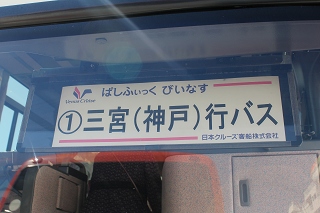 ぱしふぃっく びいなす
①三宮(神戸)行バス
日本クルーズ客船株式会社